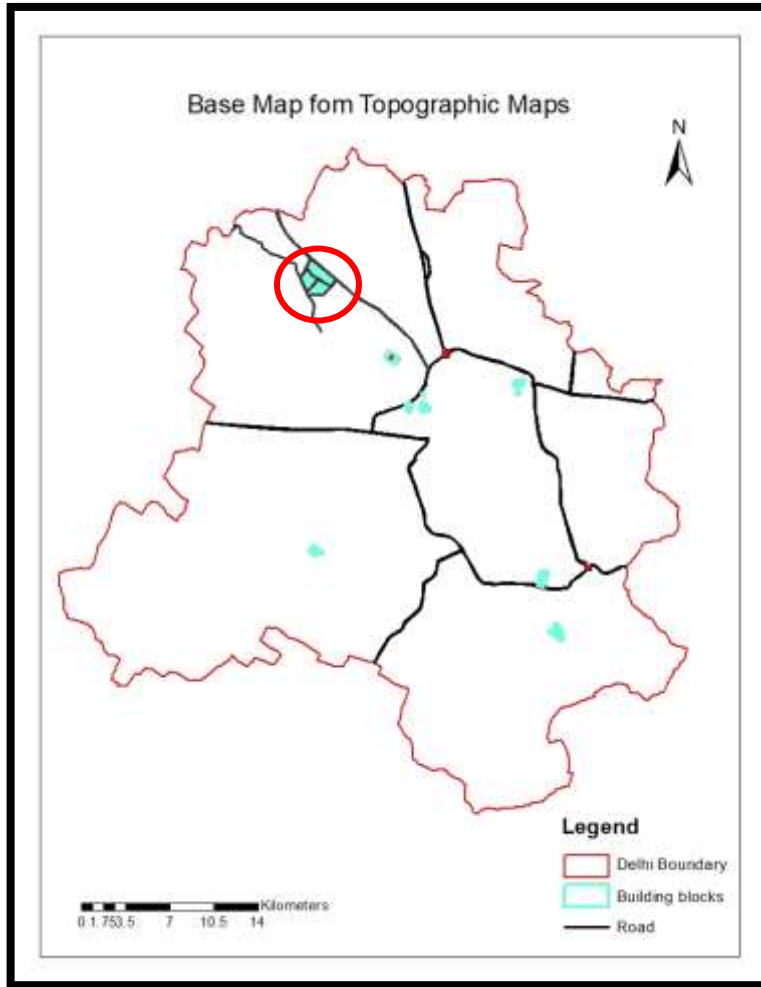 Base Map fom Topographic Maps
N
Legend
Delhi Boundary
Building blocks
Road
Kilometers
0 1.753.5 7 10.5 14